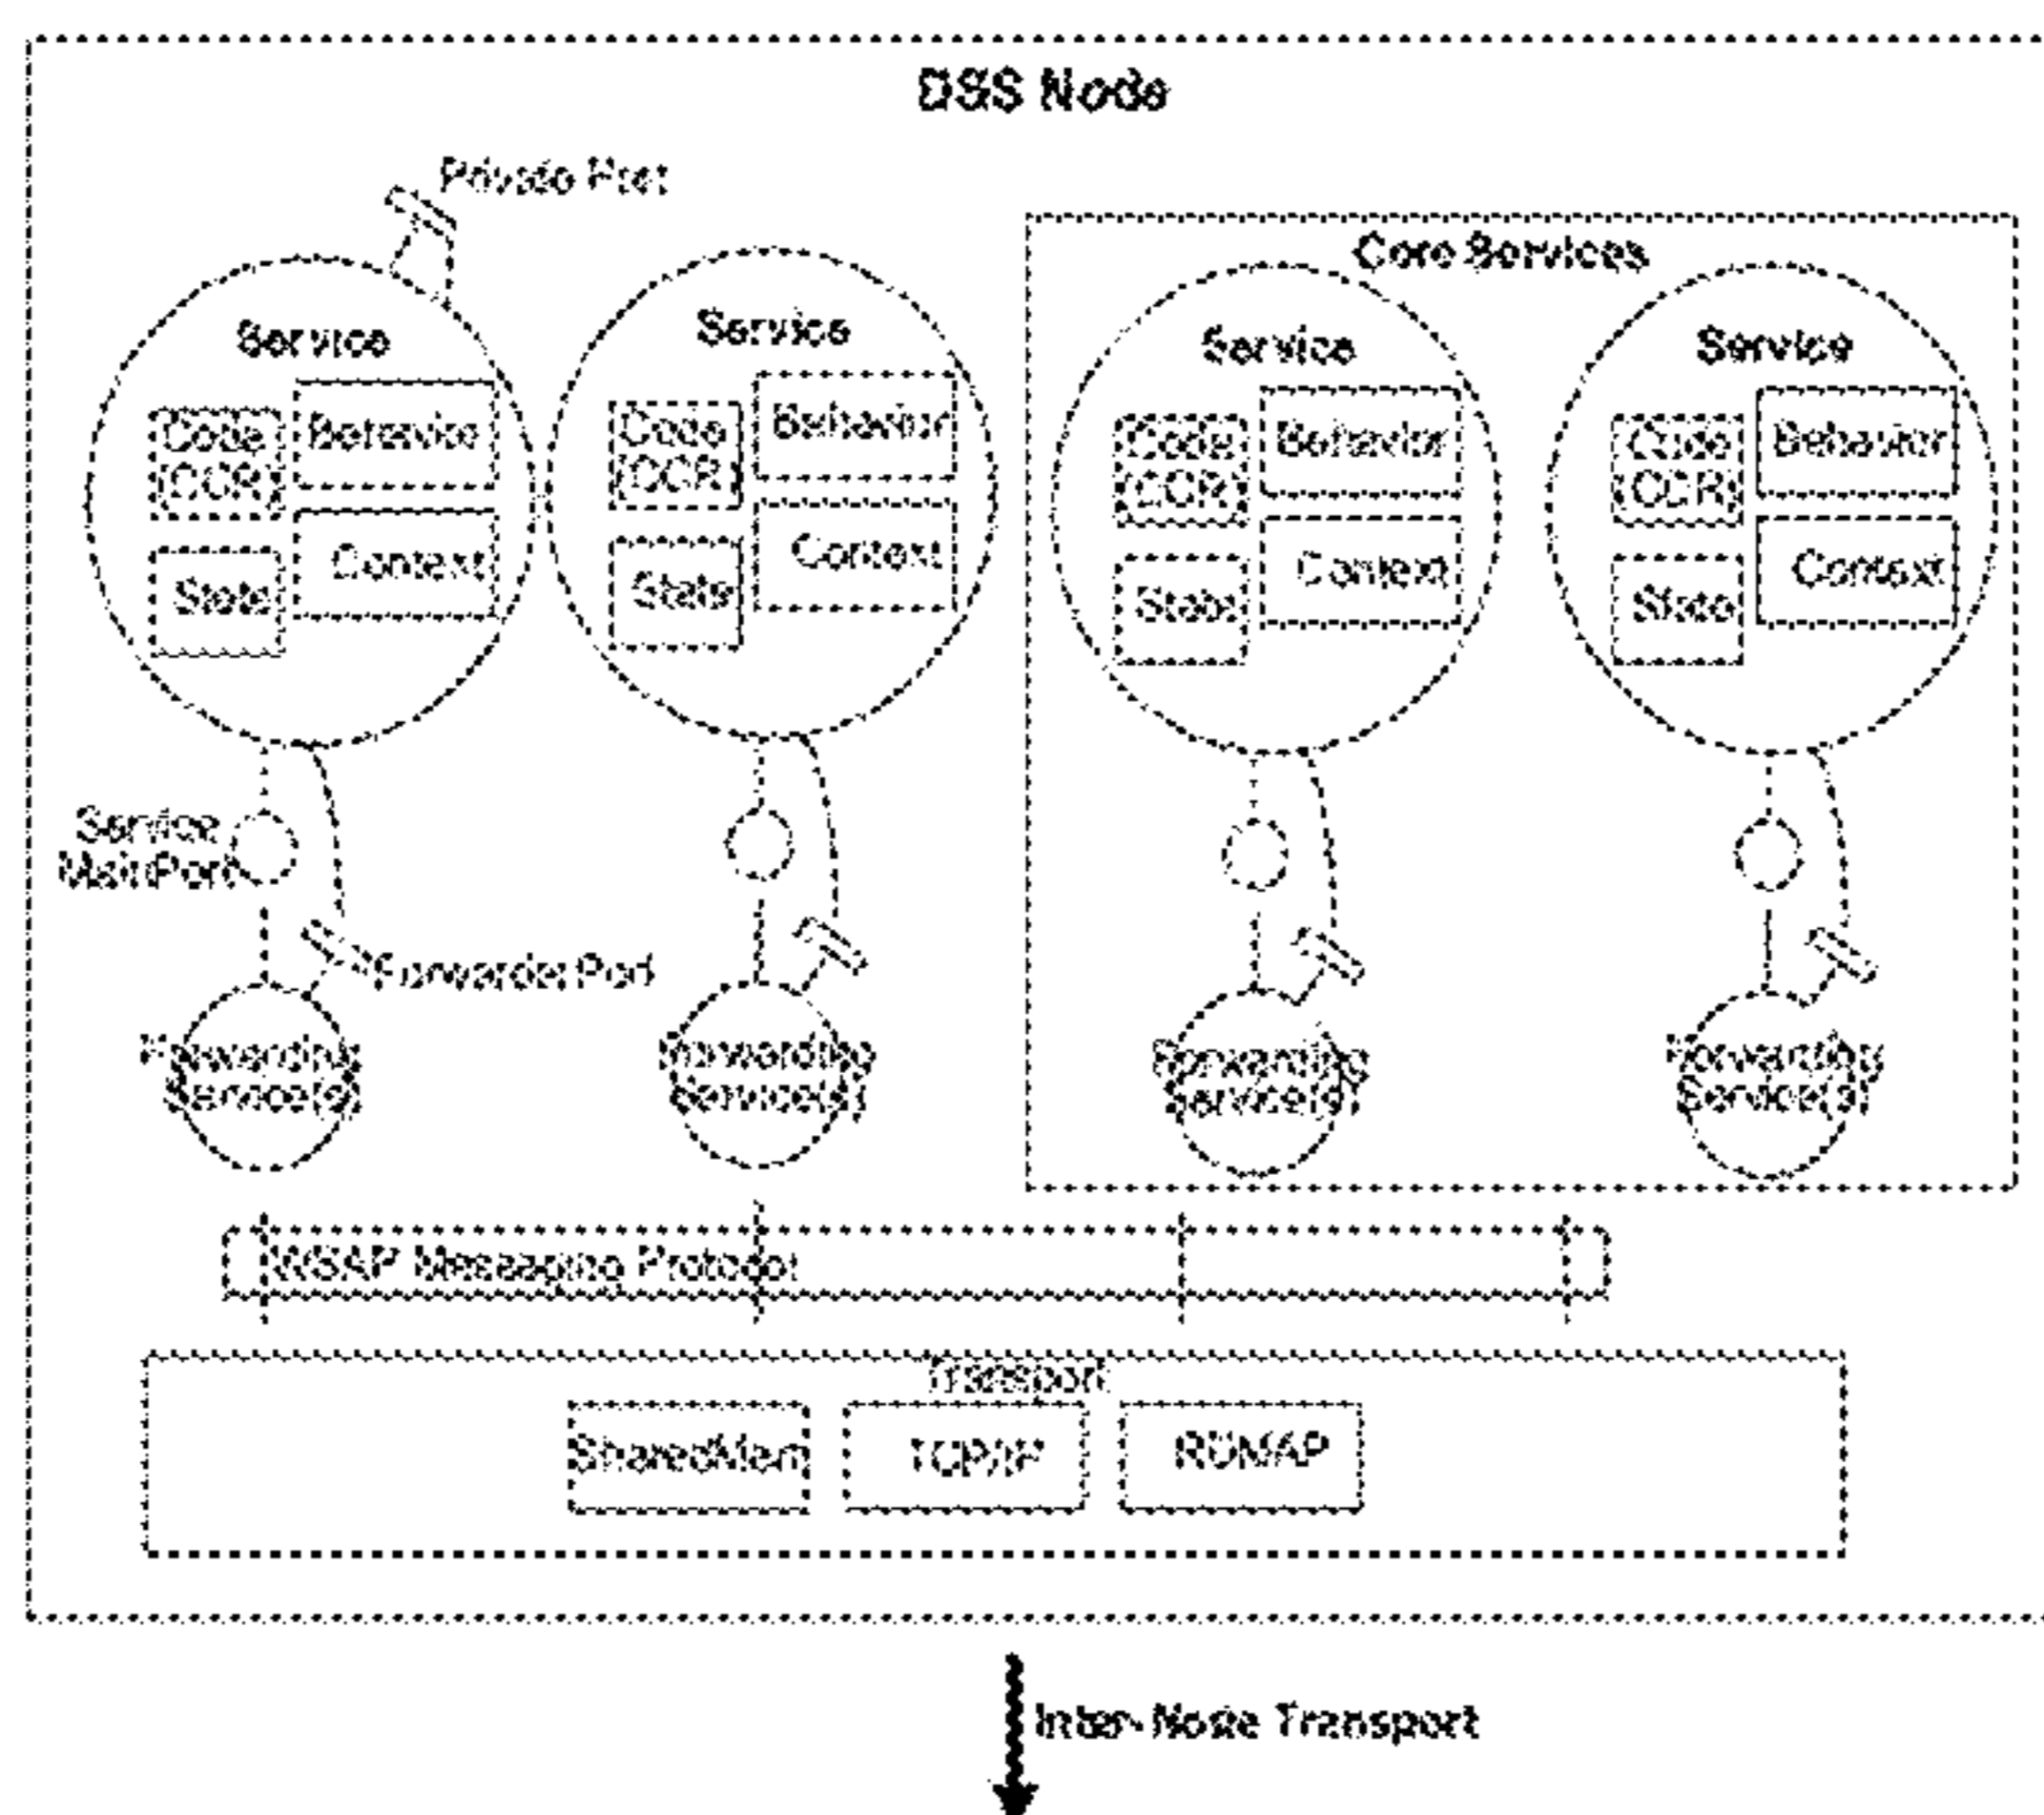 DSS Node
Private Port
Core Services
Service
Service
Service
Service
Code
(CCR)
Behavior
State
Context
Code
(CCR)
Behavior
State
Context
Code
(CCR)
Behavior
State
Context
Code
(CCR)
Behavior
State
Context
Service
MainPort
Forwarder Port
Forwarding
Service(s)
Forwarding
Service(s)
Forwarding
Service(s)
Forwarding
Service(s)
WSAP Messaging Protocol
Transport
SharedMem
TCP/IP
RDMAP
Inter-Node Transport